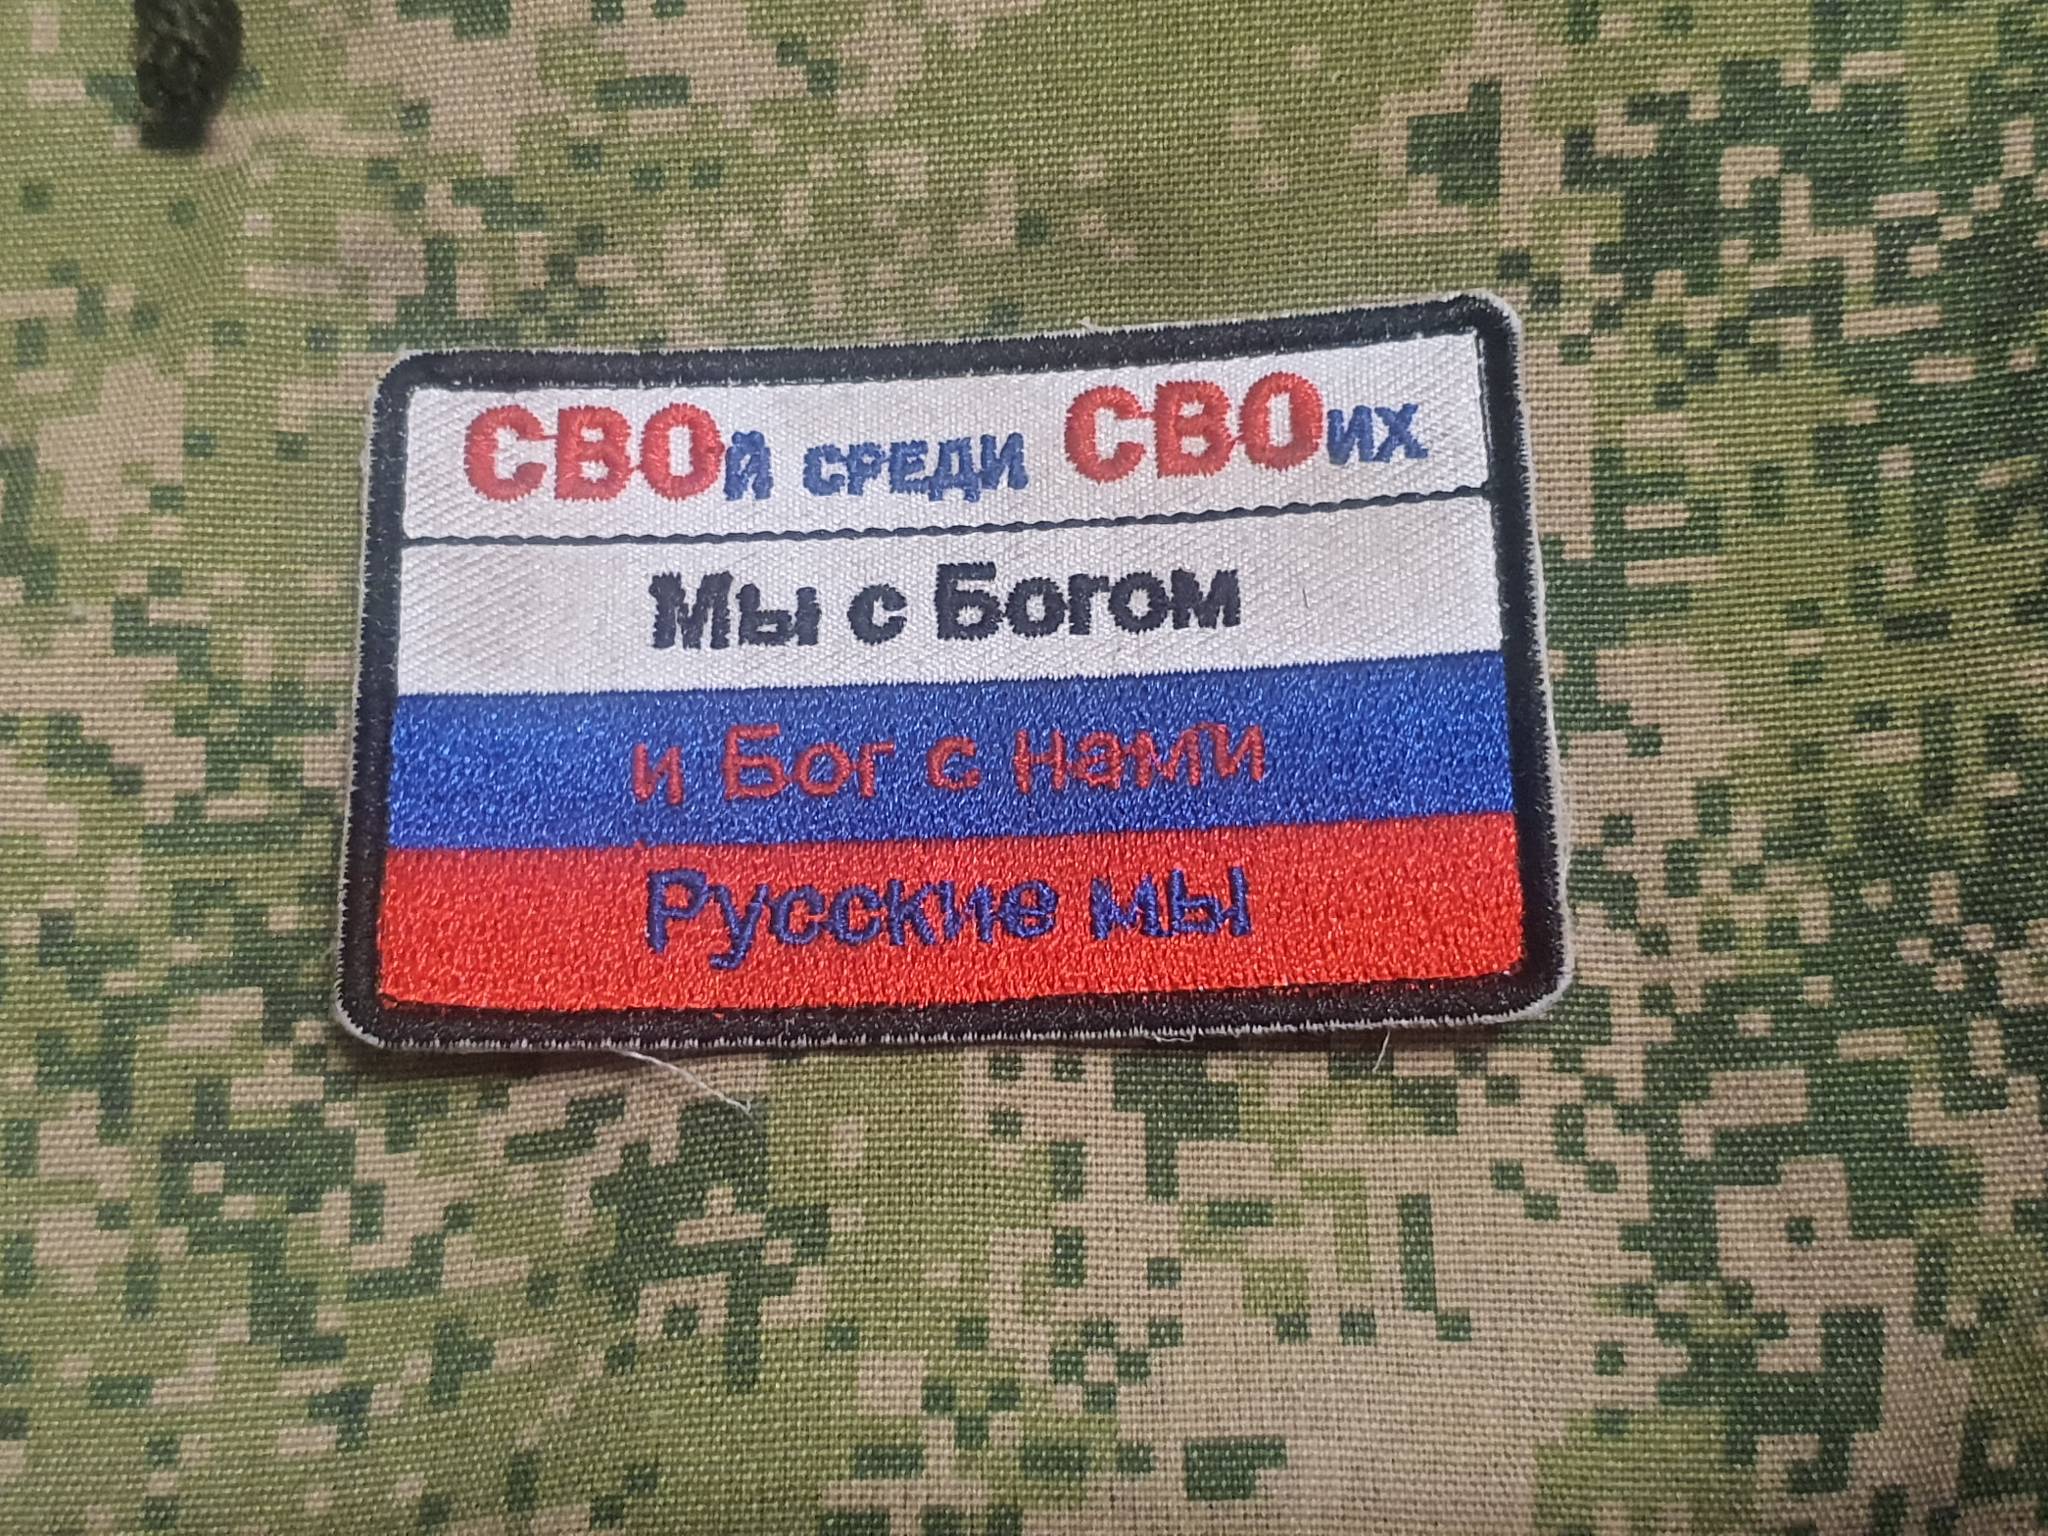 СВОй СРЕДИ СВОих
Мы с Богом
и Бог с нами
Русские мы